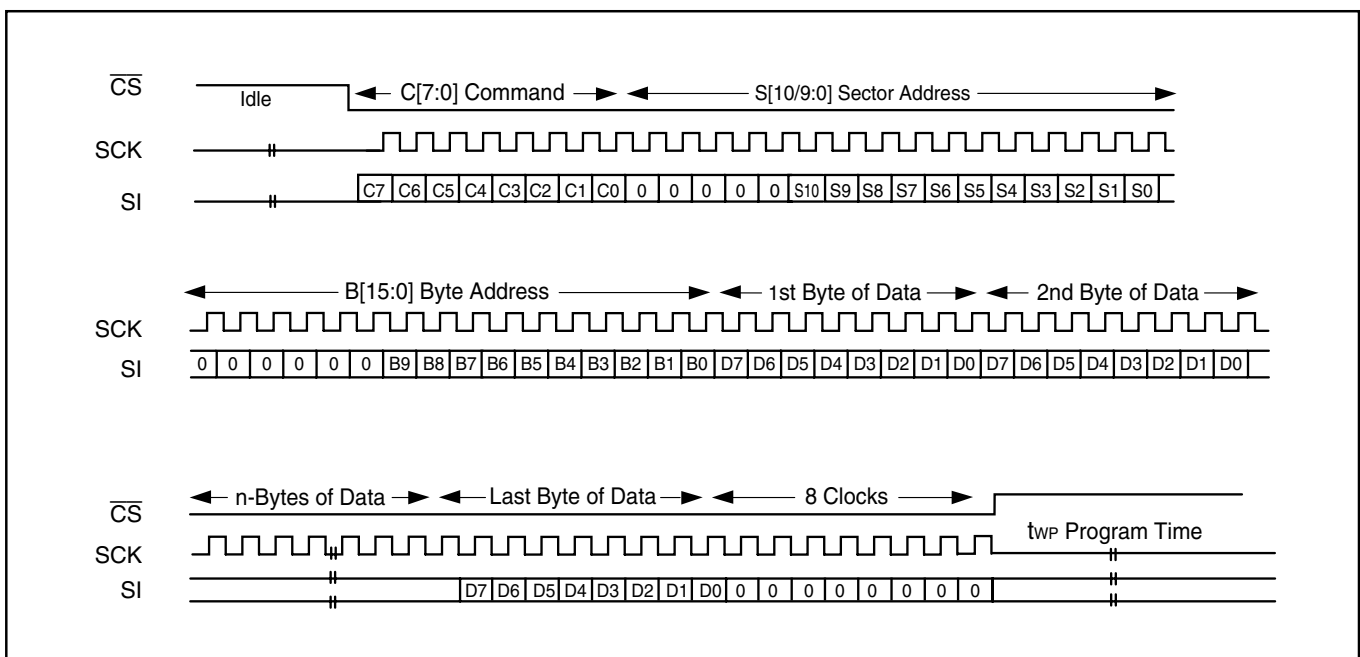 CS
Idle
C[7:0] Command
S[10/9:0] Sector Address
SCK
SI
C7 C6 C5 C4 C3 C2 C1 C0 0 0 0 0 0 S10 S9 S8 S7 S6 S5 S4 S3 S2 S1 S0
B[15:0] Byte Address
1st Byte of Data
2nd Byte of Data
SCK
SI
0 0 0 0 0 0 B9 B8 B7 B6 B5 B4 B3 B2 B1 B0 D7 D6 D5 D4 D3 D2 D1 D0 D7 D6 D5 D4 D3 D2 D1 D0
n-Bytes of Data
Last Byte of Data
8 Clocks
CS
tWP Program Time
SCK
SI
D7 D6 D5 D4 D3 D2 D1 D0 0 0 0 0 0 0 0 0